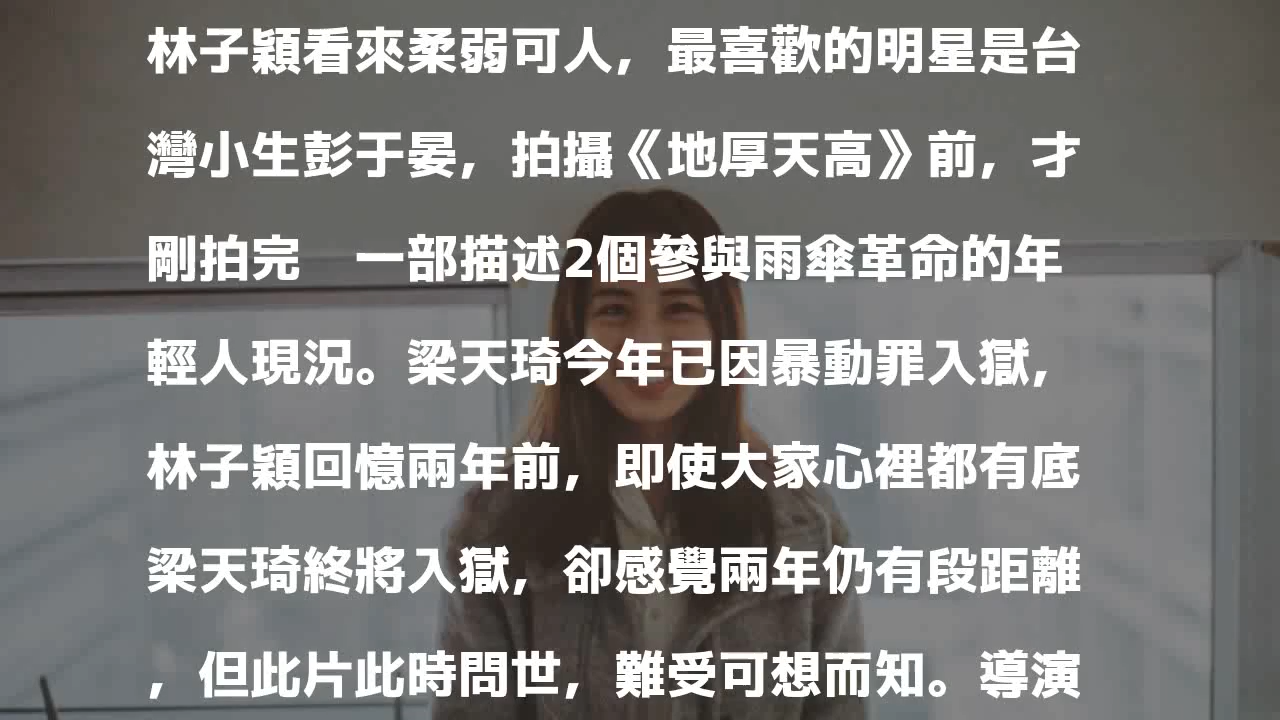 林子穎看來柔弱可人，最喜歡的明星是台
灣小生彭于晏，拍攝《地厚天高》前，才
剛拍完　一部描述2個參與雨傘革命的年
輕人現況。梁天琦今年已因暴動罪入獄，
林子穎回憶兩年前，即使大家心裡都有底
梁天琦終將入獄，卻感覺兩年仍有段距離
，但此片此時問世，難受可想而知。導演